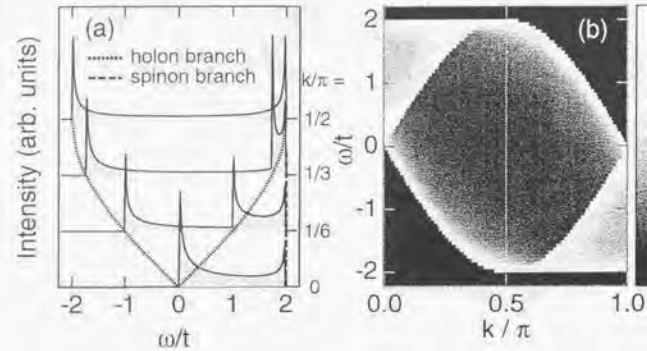 (a)
holon branch
spinon branch
k/π =
1/2
1/3
1/6
0
Intensity (arb. units)
-2 -1 0 1 2
ω/t
(b)
2
1
0
-1
-2
ω/t
0.0 0.5 1.0
k / π